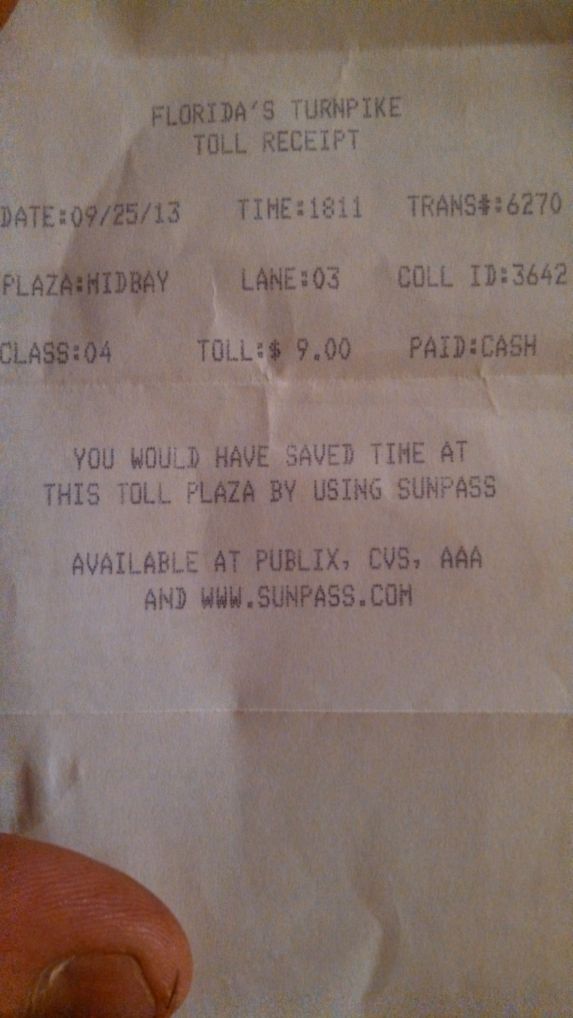 FLORIDA'S TURNPIKE
TOLL RECEIPT
DATE:09/25/13 TIME:1811 TRANS#:6270
PLAZA:MIDBAY LANE:03 COLL ID:3642
CLASS:04 TOLL:$ 9.00 PAID:CASH
YOU WOULD HAVE SAVED TIME AT
THIS TOLL PLAZA BY USING SUNPASS
AVAILABLE AT PUBLIX, CVS, AAA
AND WWW.SUNPASS.COM